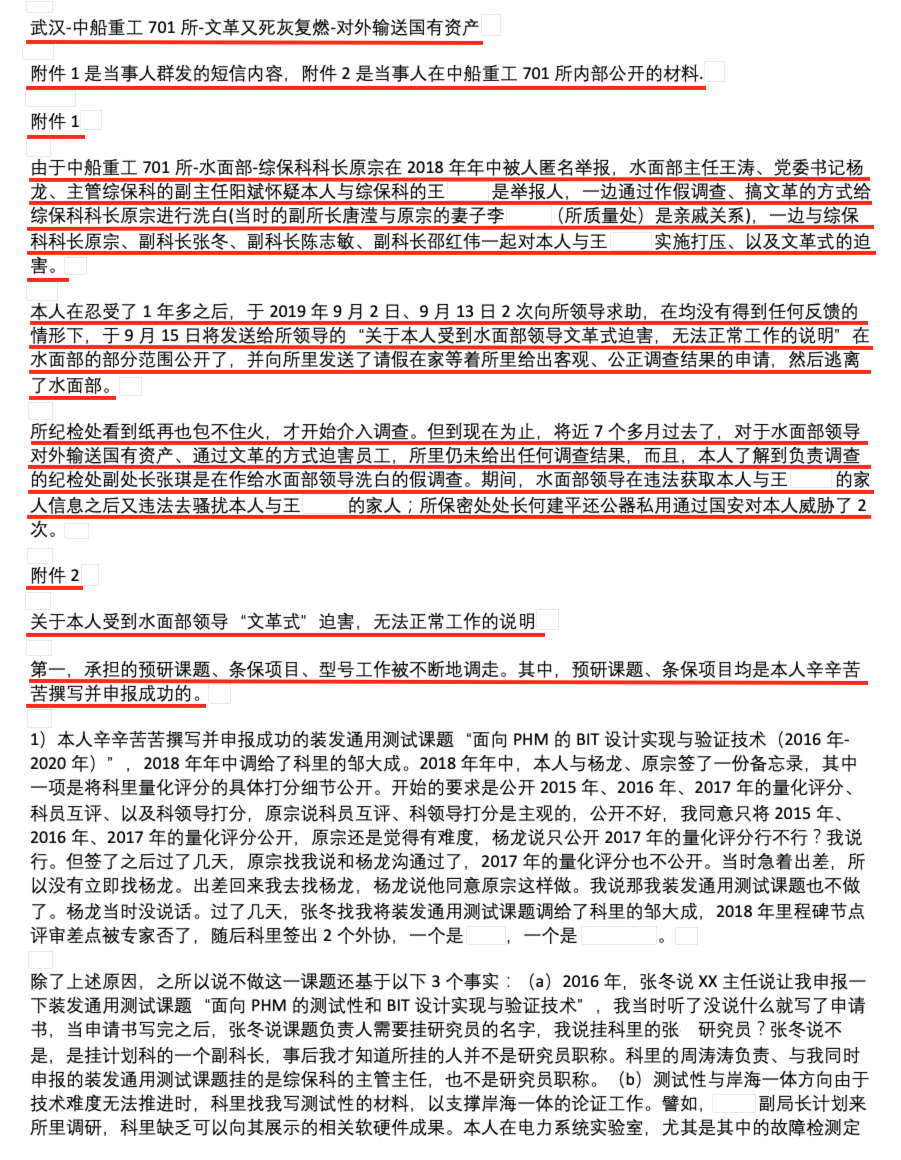 武汉-中船重工 701 所-文革又死灰复燃-对外输送国有资产
附件 1 是当事人群发的短信内容，附件 2 是当事人在中船重工 701 所内部公开的材料.
附件 1
由于中船重工 701 所-水面部-综保科科长原宗在 2018 年年中被人匿名举报，水面部主任王涛、党委书记杨
龙、主管综保科的副主任阳斌怀疑本人与综保科的王 是举报人，一边通过作假调查、搞文革的方式给
综保科科长原宗进行洗白(当时的副所长唐滢与原宗的妻子李 （所质量处）是亲戚关系)，一边与综保
科科长原宗、副科长张冬、副科长陈志敏、副科长邵红伟一起对本人与王 实施打压、以及文革式的迫
害。
本人在忍受了 1 年多之后，于 2019 年 9 月 2 日、9 月 13 日 2 次向所领导求助，在均没有得到任何反馈的
情形下，于 9 月 15 日将发送给所领导的“关于本人受到水面部领导文革式迫害，无法正常工作的说明”在
水面部的部分范围公开了，并向所里发送了请假在家等着所里给出客观、公正调查结果的申请，然后逃离
了水面部。
所纪检处看到纸再也包不住火，才开始介入调查。但到现在为止，将近 7 个多月过去了，对于水面部领导
对外输送国有资产、通过文革的方式迫害员工，所里仍未给出任何调查结果，而且，本人了解到负责调查
的纪检处副处长张琪是在作给水面部领导洗白的假调查。期间，水面部领导在违法获取本人与王 的家
人信息之后又违法去骚扰本人与王 的家人；所保密处处长何建平还公器私用通过国安对本人威胁了 2
次。
附件 2
关于本人受到水面部领导“文革式”迫害，无法正常工作的说明
第一，承担的预研课题、条保项目、型号工作被不断地调走。其中，预研课题、条保项目均是本人辛辛苦
苦撰写并申报成功的。
1）本人辛辛苦苦撰写并申报成功的装发通用测试课题“面向 PHM 的 BIT 设计实现与验证技术（2016 年-
2020 年）”，2018 年年中调给了科里的邹大成。2018 年年中，本人与杨龙、原宗签了一份备忘录，其中
一项是将科里量化评分的具体打分细节公开。开始的要求是公开 2015 年、2016 年、2017 年的量化评分、
科员互评、以及科领导打分，原宗说科员互评、科领导打分是主观的，公开不好，我同意只将 2015 年、
2016 年、2017 年的量化评分公开，原宗还是觉得有难度，杨龙说只公开 2017 年的量化评分行不行？我说
行。但签了之后过了几天，原宗找我说和杨龙沟通过了，2017 年的量化评分也不公开。当时急着出差，所
以没有立即找杨龙。出差回来我去找杨龙，杨龙说他同意原宗这样做。我说那我装发通用测试课题也不做
了。杨龙当时没说话。过了几天，张冬找我将装发通用测试课题调给了科里的邹大成，2018 年里程碑节点
评审差点被专家否了，随后科里签出 2 个外协，一个是 ，一个是 。
除了上述原因，之所以说不做这一课题还基于以下 3 个事实：（a）2016 年，张冬说 XX 主任说让我申报一
下装发通用测试课题“面向 PHM 的测试性和 BIT 设计实现与验证技术”，我当时听了没说什么就写了申请
书，当申请书写完之后，张冬说课题负责人需要挂研究员的名字，我说挂科里的张 研究员？张冬说不
是，是挂计划科的一个副科长，事后我才知道所挂的人并不是研究员职称。科里的周涛涛负责、与我同时
申报的装发通用测试课题挂的是综保科的主管主任，也不是研究员职称。（b）测试性与岸海一体方向由于
技术难度无法推进时，科里找我写测试性的材料，以支撑岸海一体的论证工作。譬如， 副局长计划来
所里调研，科里缺乏可以向其展示的相关软硬件成果。本人在电力系统实验室，尤其是其中的故障检测定